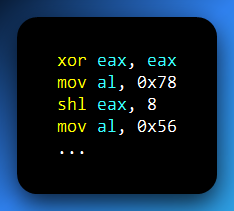 xor eax, eax
mov al, 0x78
shl eax, 8
mov al, 0x56
...